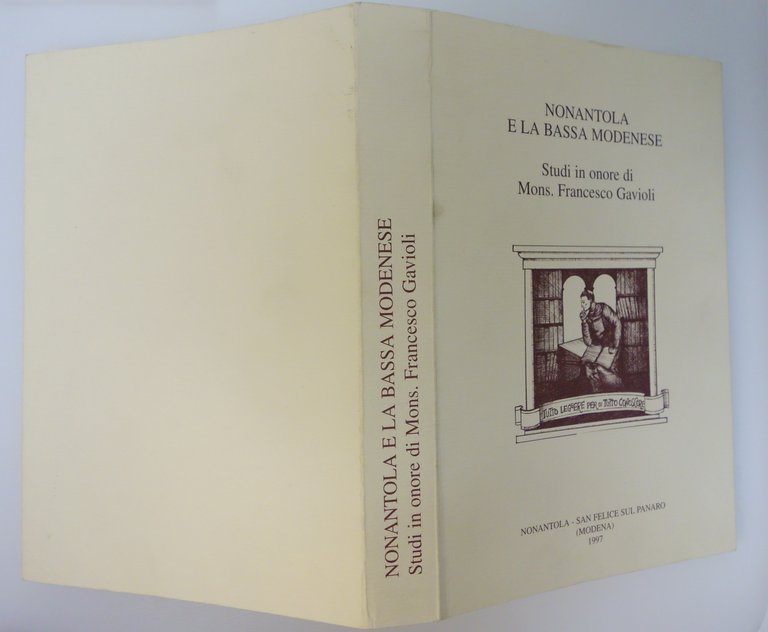 NONANTOLA E LA BASSA MODENESE
Studi in onore di Mons. Francesco Gavioli
NONANTOLA
E LA BASSA MODENESE
Studi in onore di
Mons. Francesco Gavioli
TUTTO LEGGERE PER TUTTO CONOSCERE
NONANTOLA - SAN FELICE SUL PANARO
(MODENA)
1997